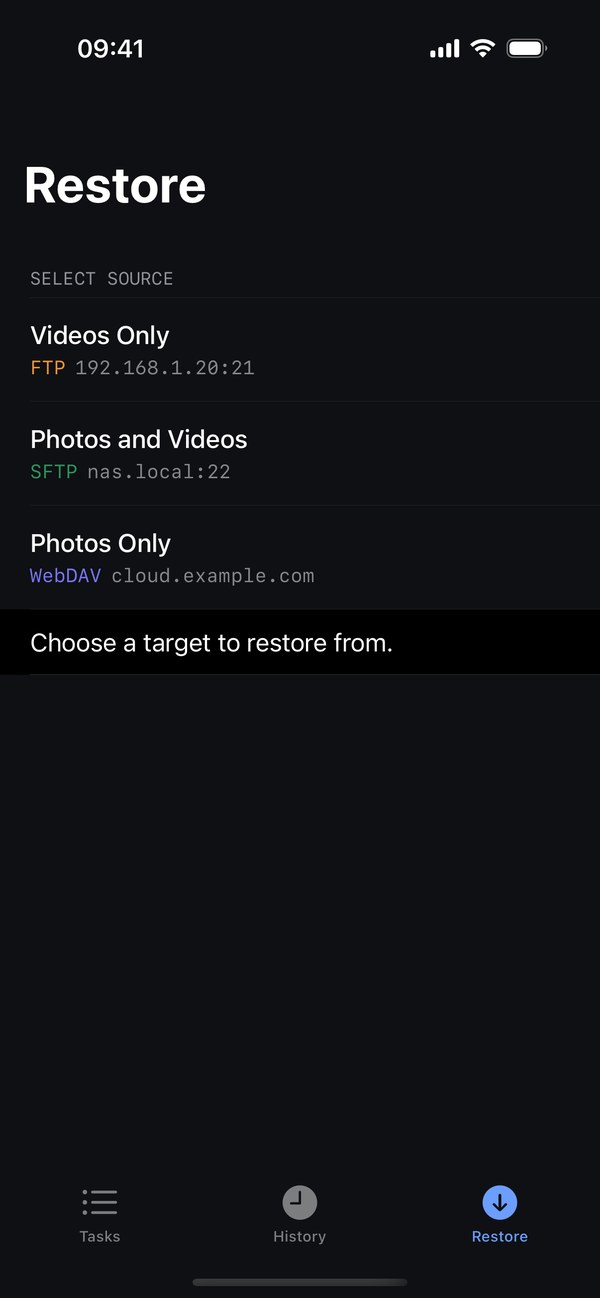 09:41
Restore
SELECT SOURCE
Videos Only
FTP 192.168.1.20:21
Photos and Videos
SFTP nas.local:22
Photos Only
WebDAV cloud.example.com
Choose a target to restore from.
Tasks
History
Restore